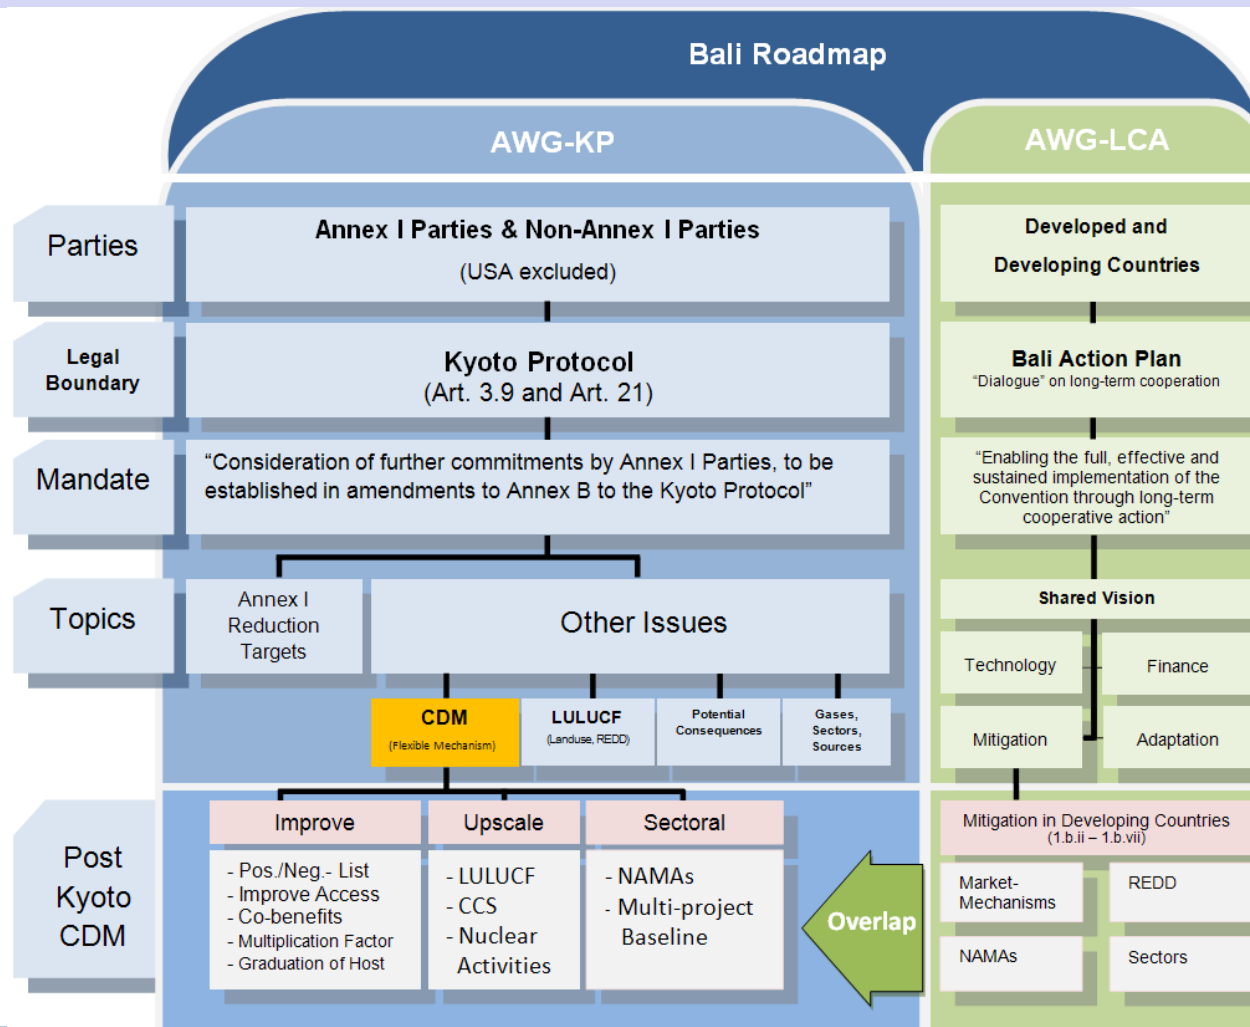 Bali Roadmap
AWG-KP
AWG-LCA
Parties
Annex I Parties & Non-Annex I Parties
(USA excluded)
Developed and
Developing Countries
Legal
Boundary
Kyoto Protocol
(Art. 3.9 and Art. 21)
Bali Action Plan
“Dialogue” on long-term cooperation
Mandate
“Consideration of further commitments by Annex I Parties, to be
established in amendments to Annex B to the Kyoto Protocol”
“Enabling the full, effective and
sustained implementation of the
Convention through long-term
cooperative action”
Topics
Annex I
Reduction
Targets
Other Issues
Shared Vision
Technology
Finance
Mitigation
Adaptation
CDM
(Flexible Mechanism)
LULUCF
(Landuse, REDD)
Potential
Consequences
Gases,
Sectors,
Sources
Post
Kyoto
CDM
Improve
- Pos./Neg.- List
- Improve Access
- Co-benefits
- Multiplication Factor
- Graduation of Host
Upscale
- LULUCF
- CCS
- Nuclear
Activities
Sectoral
- NAMAs
- Multi-project
Baseline
Overlap
Mitigation in Developing Countries
(1.b.ii – 1.b.vii)
Market-
Mechanisms
REDD
NAMAs
Sectors